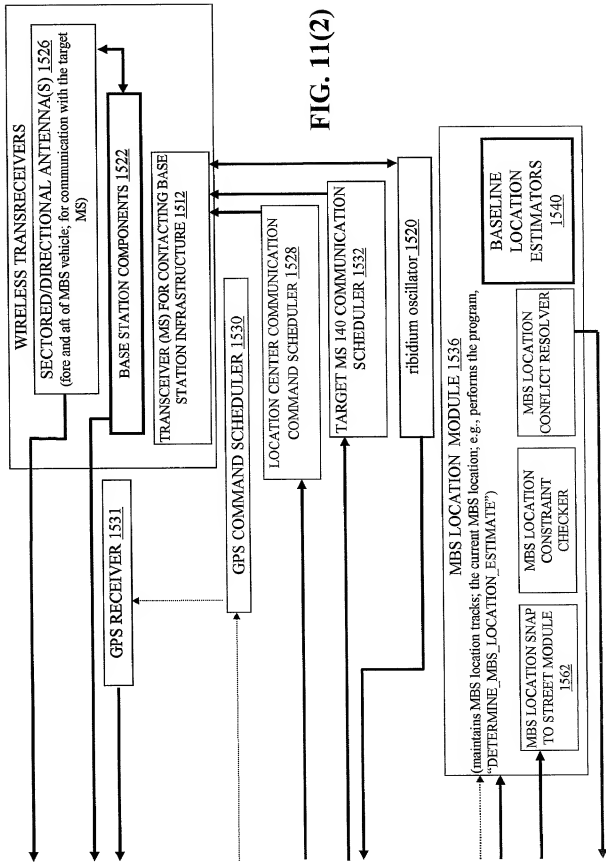 WIRELESS TRANSRECEIVERS
SECTORED/DIRECTIONAL ANTENNA(S) 1526
(fore and aft of MBS vehicle; for communication with the target
MS)
BASE STATION COMPONENTS 1522
TRANSCEIVER (MS) FOR CONTACTING BASE
STATION INFRASTRUCTURE 1512
GPS RECEIVER 1531
GPS COMMAND SCHEDULER 1530
LOCATION CENTER COMMUNICATION
COMMAND SCHEDULER 1528
TARGET MS 140 COMMUNICATION
SCHEDULER 1532
ribidium oscillator 1520
FIG. 11(2)
MBS LOCATION MODULE 1536
(maintains MBS location tracks; the current MBS location; e.g., performs the program,
“DETERMINE_MBS_LOCATION_ESTIMATE”)
MBS LOCATION SNAP
TO STREET MODULE
1562
MBS LOCATION
CONSTRAINT
CHECKER
MBS LOCATION
CONFLICT RESOLVER
BASELINE
LOCATION
ESTIMATORS
1540